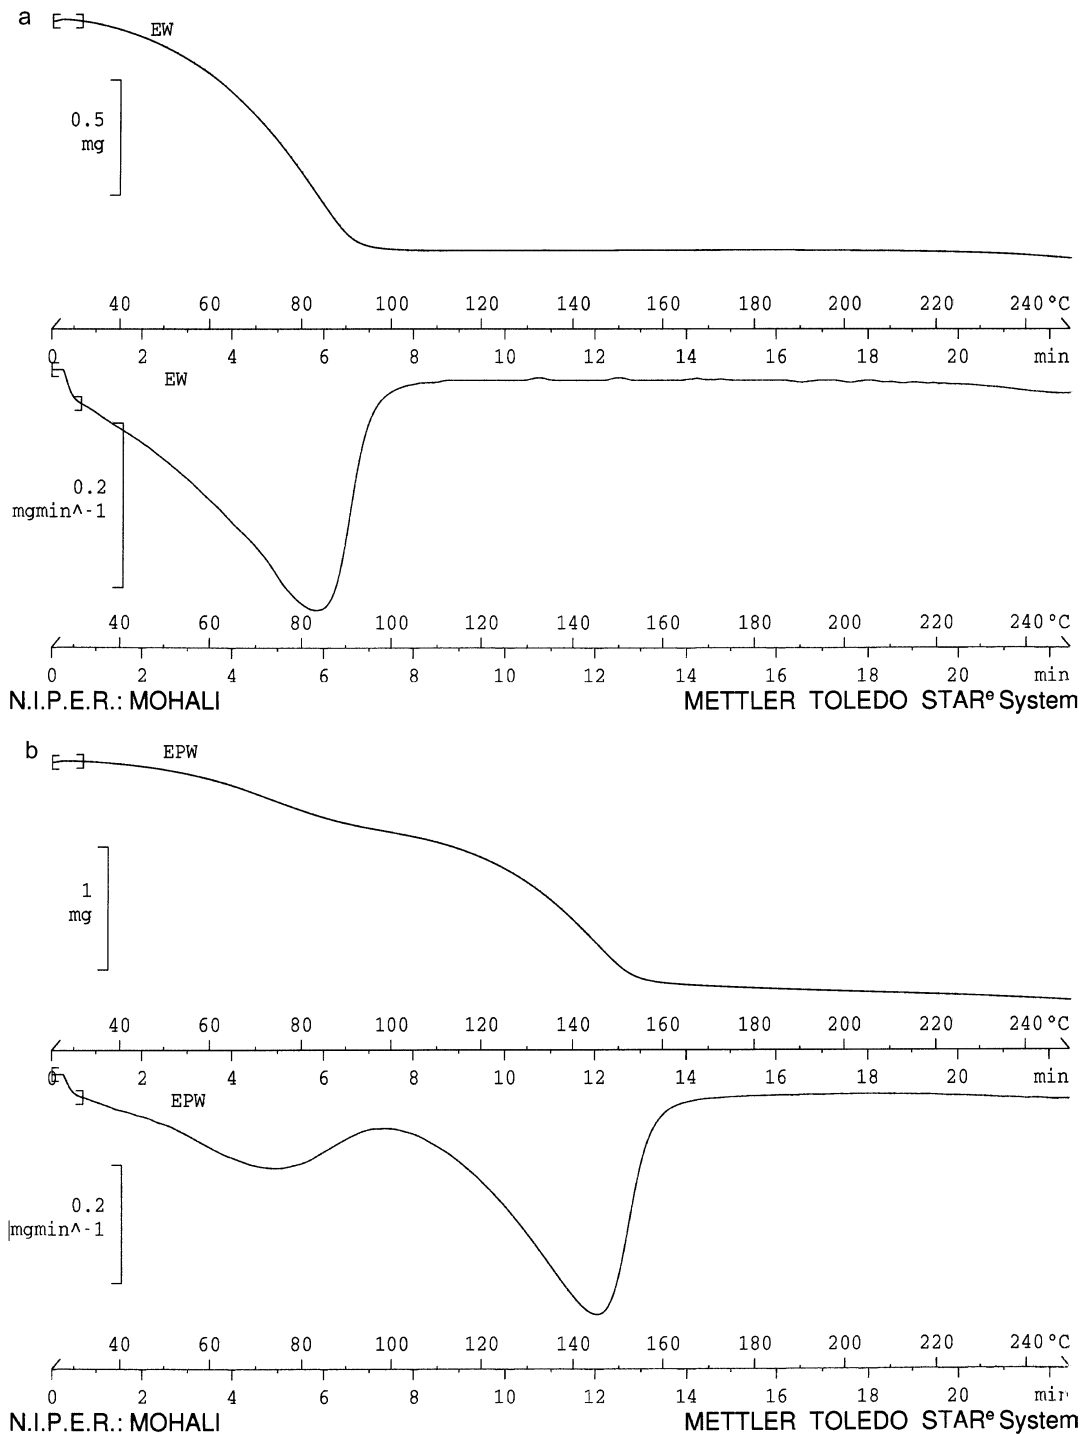 a
EW
0.5
mg
40 60 80 100 120 140 160 180 200 220 240 °C
0 2 4 6 8 10 12 14 16 18 20 min
EW
0.2
mgmin^-1
40 60 80 100 120 140 160 180 200 220 240 °C
0 2 4 6 8 10 12 14 16 18 20 min
N.I.P.E.R.: MOHALI METTLER TOLEDO STARe System
b
EPW
1
mg
40 60 80 100 120 140 160 180 200 220 240 °C
0 2 4 6 8 10 12 14 16 18 20 min
EPW
0.2
mgmin^-1
40 60 80 100 120 140 160 180 200 220 240 °C
0 2 4 6 8 10 12 14 16 18 20 min
N.I.P.E.R.: MOHALI METTLER TOLEDO STARe System